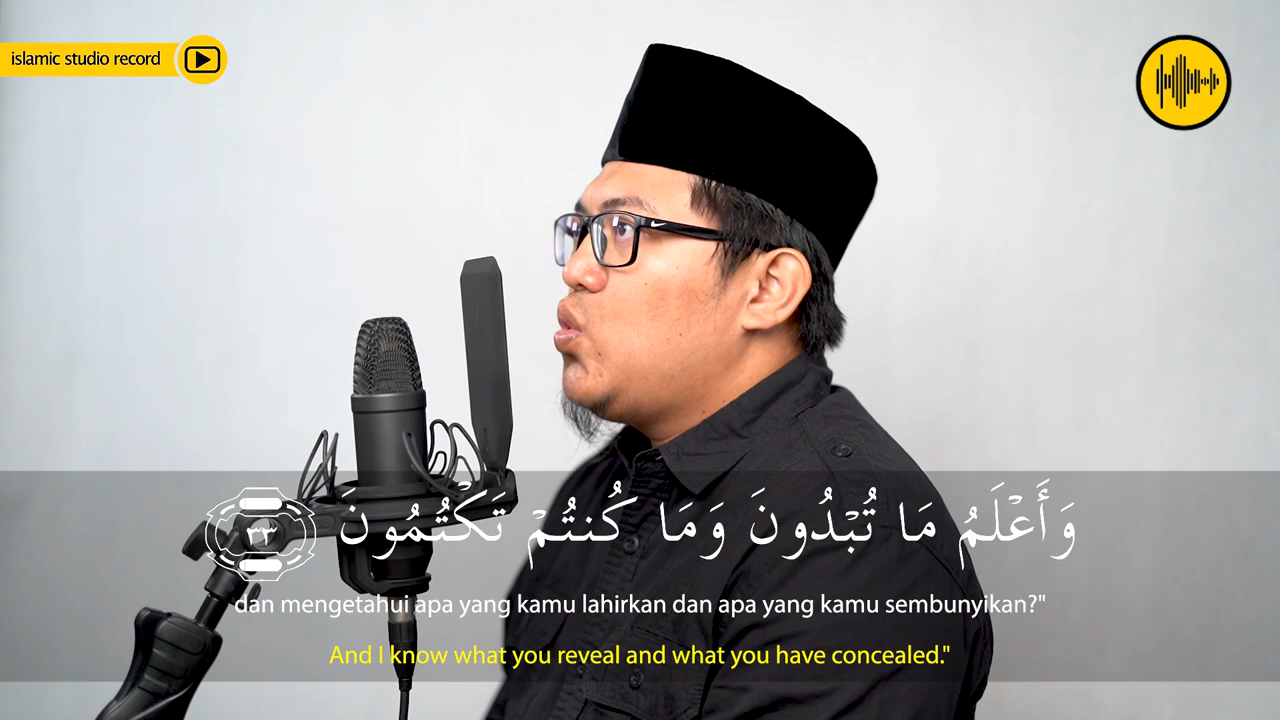 islamic studio record
وَأَعْلَمُ مَا تُبْدُونَ وَمَا كُنتُمْ تَكْتُمُونَ ٣٣
dan mengetahui apa yang kamu lahirkan dan apa yang kamu sembunyikan?"
And I know what you reveal and what you have concealed."